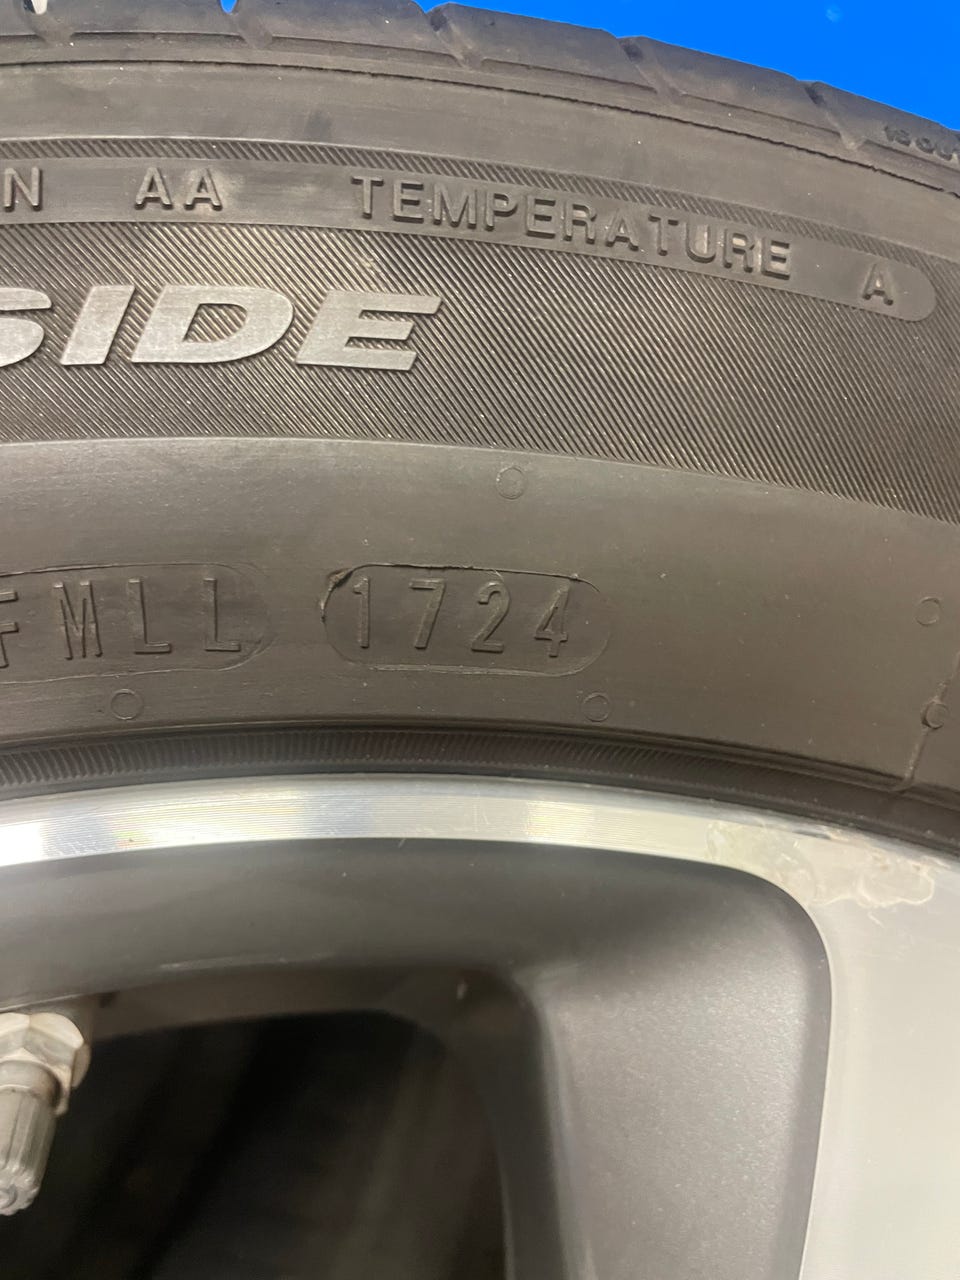 N AA TEMPERATURE A
SIDE
FMLL 1724